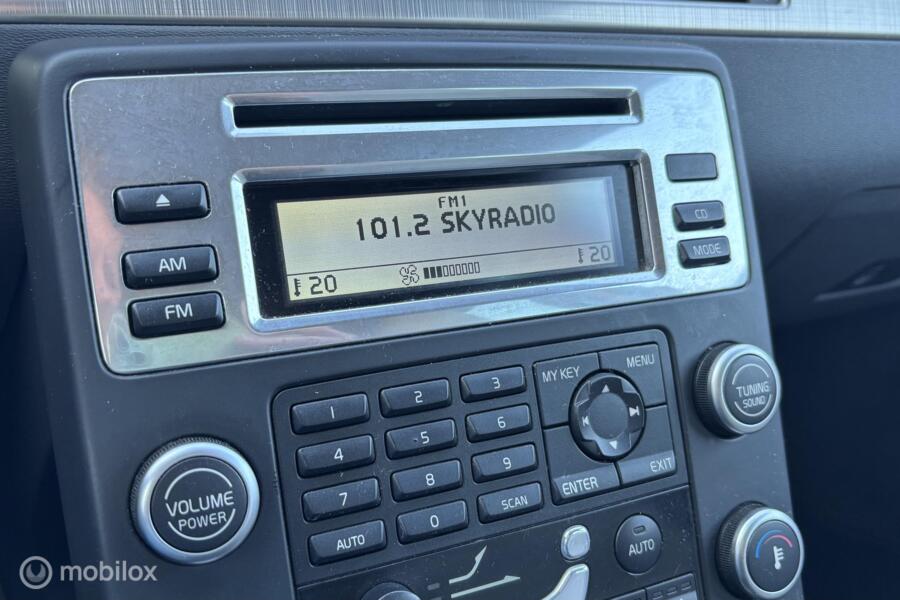 FM1
101.2 SKYRADIO
20
20
AM
FM
CD
MODE
1 2 3
4 5 6
7 8 9
AUTO 0 SCAN
MY KEY MENU
ENTER EXIT
VOLUME
POWER
TUNING
SOUND
AUTO
mobilox